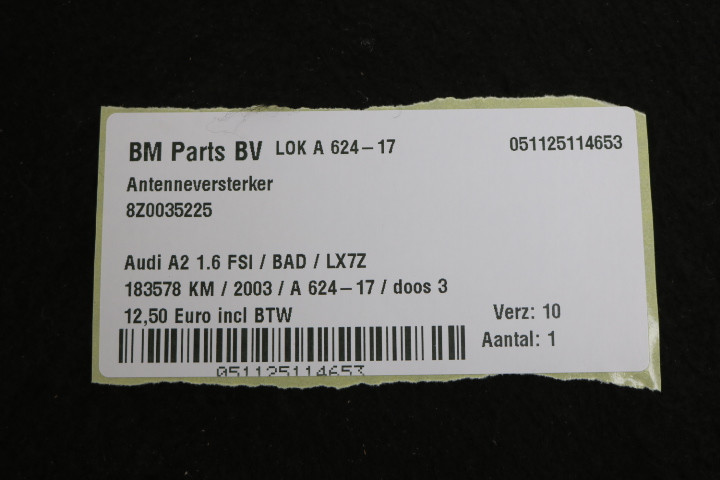 BM Parts BV LOK A 624-17 051125114653
Antenneversterker
8Z0035225
Audi A2 1.6 FSI / BAD / LX7Z
183578 KM / 2003 / A 624-17 / doos 3
12,50 Euro incl BTW Verz: 10
Aantal: 1
051125114653